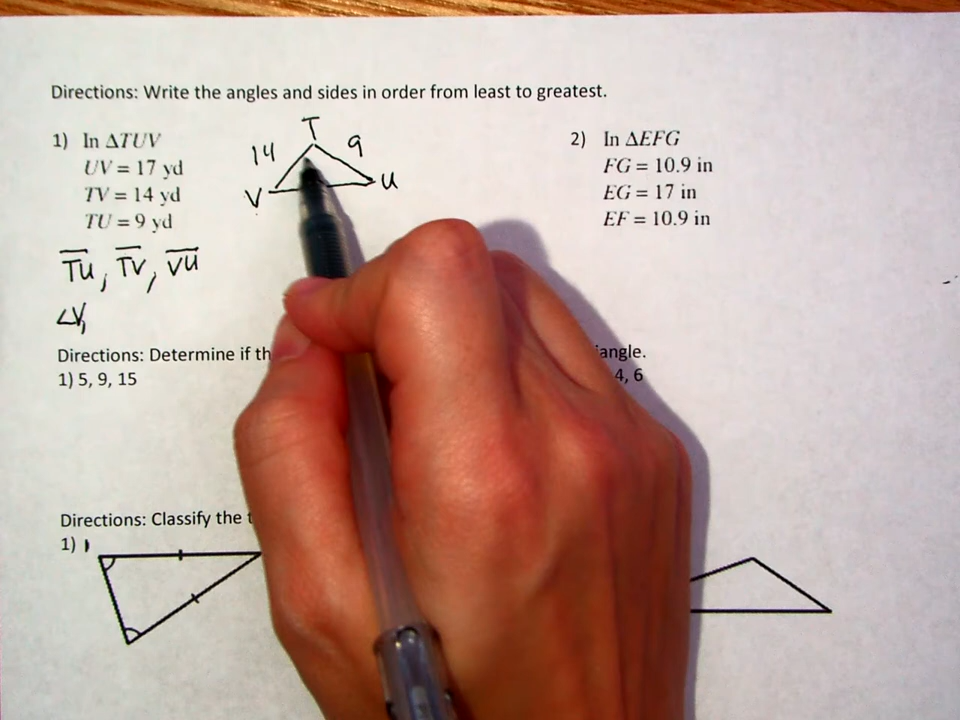 Directions: Write the angles and sides in order from least to greatest.
1) In ΔTUV
UV = 17 yd
TV = 14 yd
TU = 9 yd
T
14
9
V
U
2) In ΔEFG
FG = 10.9 in
EG = 17 in
EF = 10.9 in
TU, TV, VU
∠V,
Directions: Determine if th
angle.
1) 5, 9, 15
4, 6
Directions: Classify the t
1)